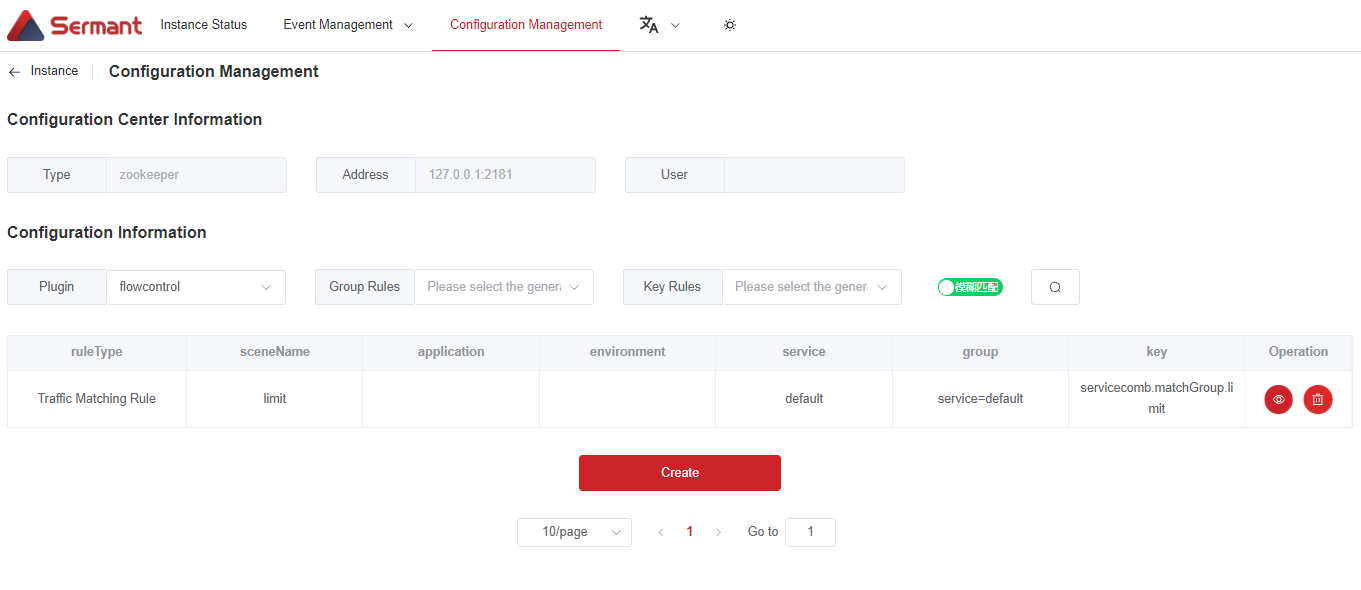 Sermant Instance Status Event Management Configuration Management
Instance Configuration Management
Configuration Center Information
Type zookeeper Address 127.0.0.1:2181 User
Configuration Information
Plugin flowcontrol Group Rules Please select the genera Key Rules Please select the gener 模糊匹配
ruleType sceneName application environment service group key Operation
Traffic Matching Rule limit default service=default servicecomb.matchGroup.li
mit
Create
10/page 1 Go to 1